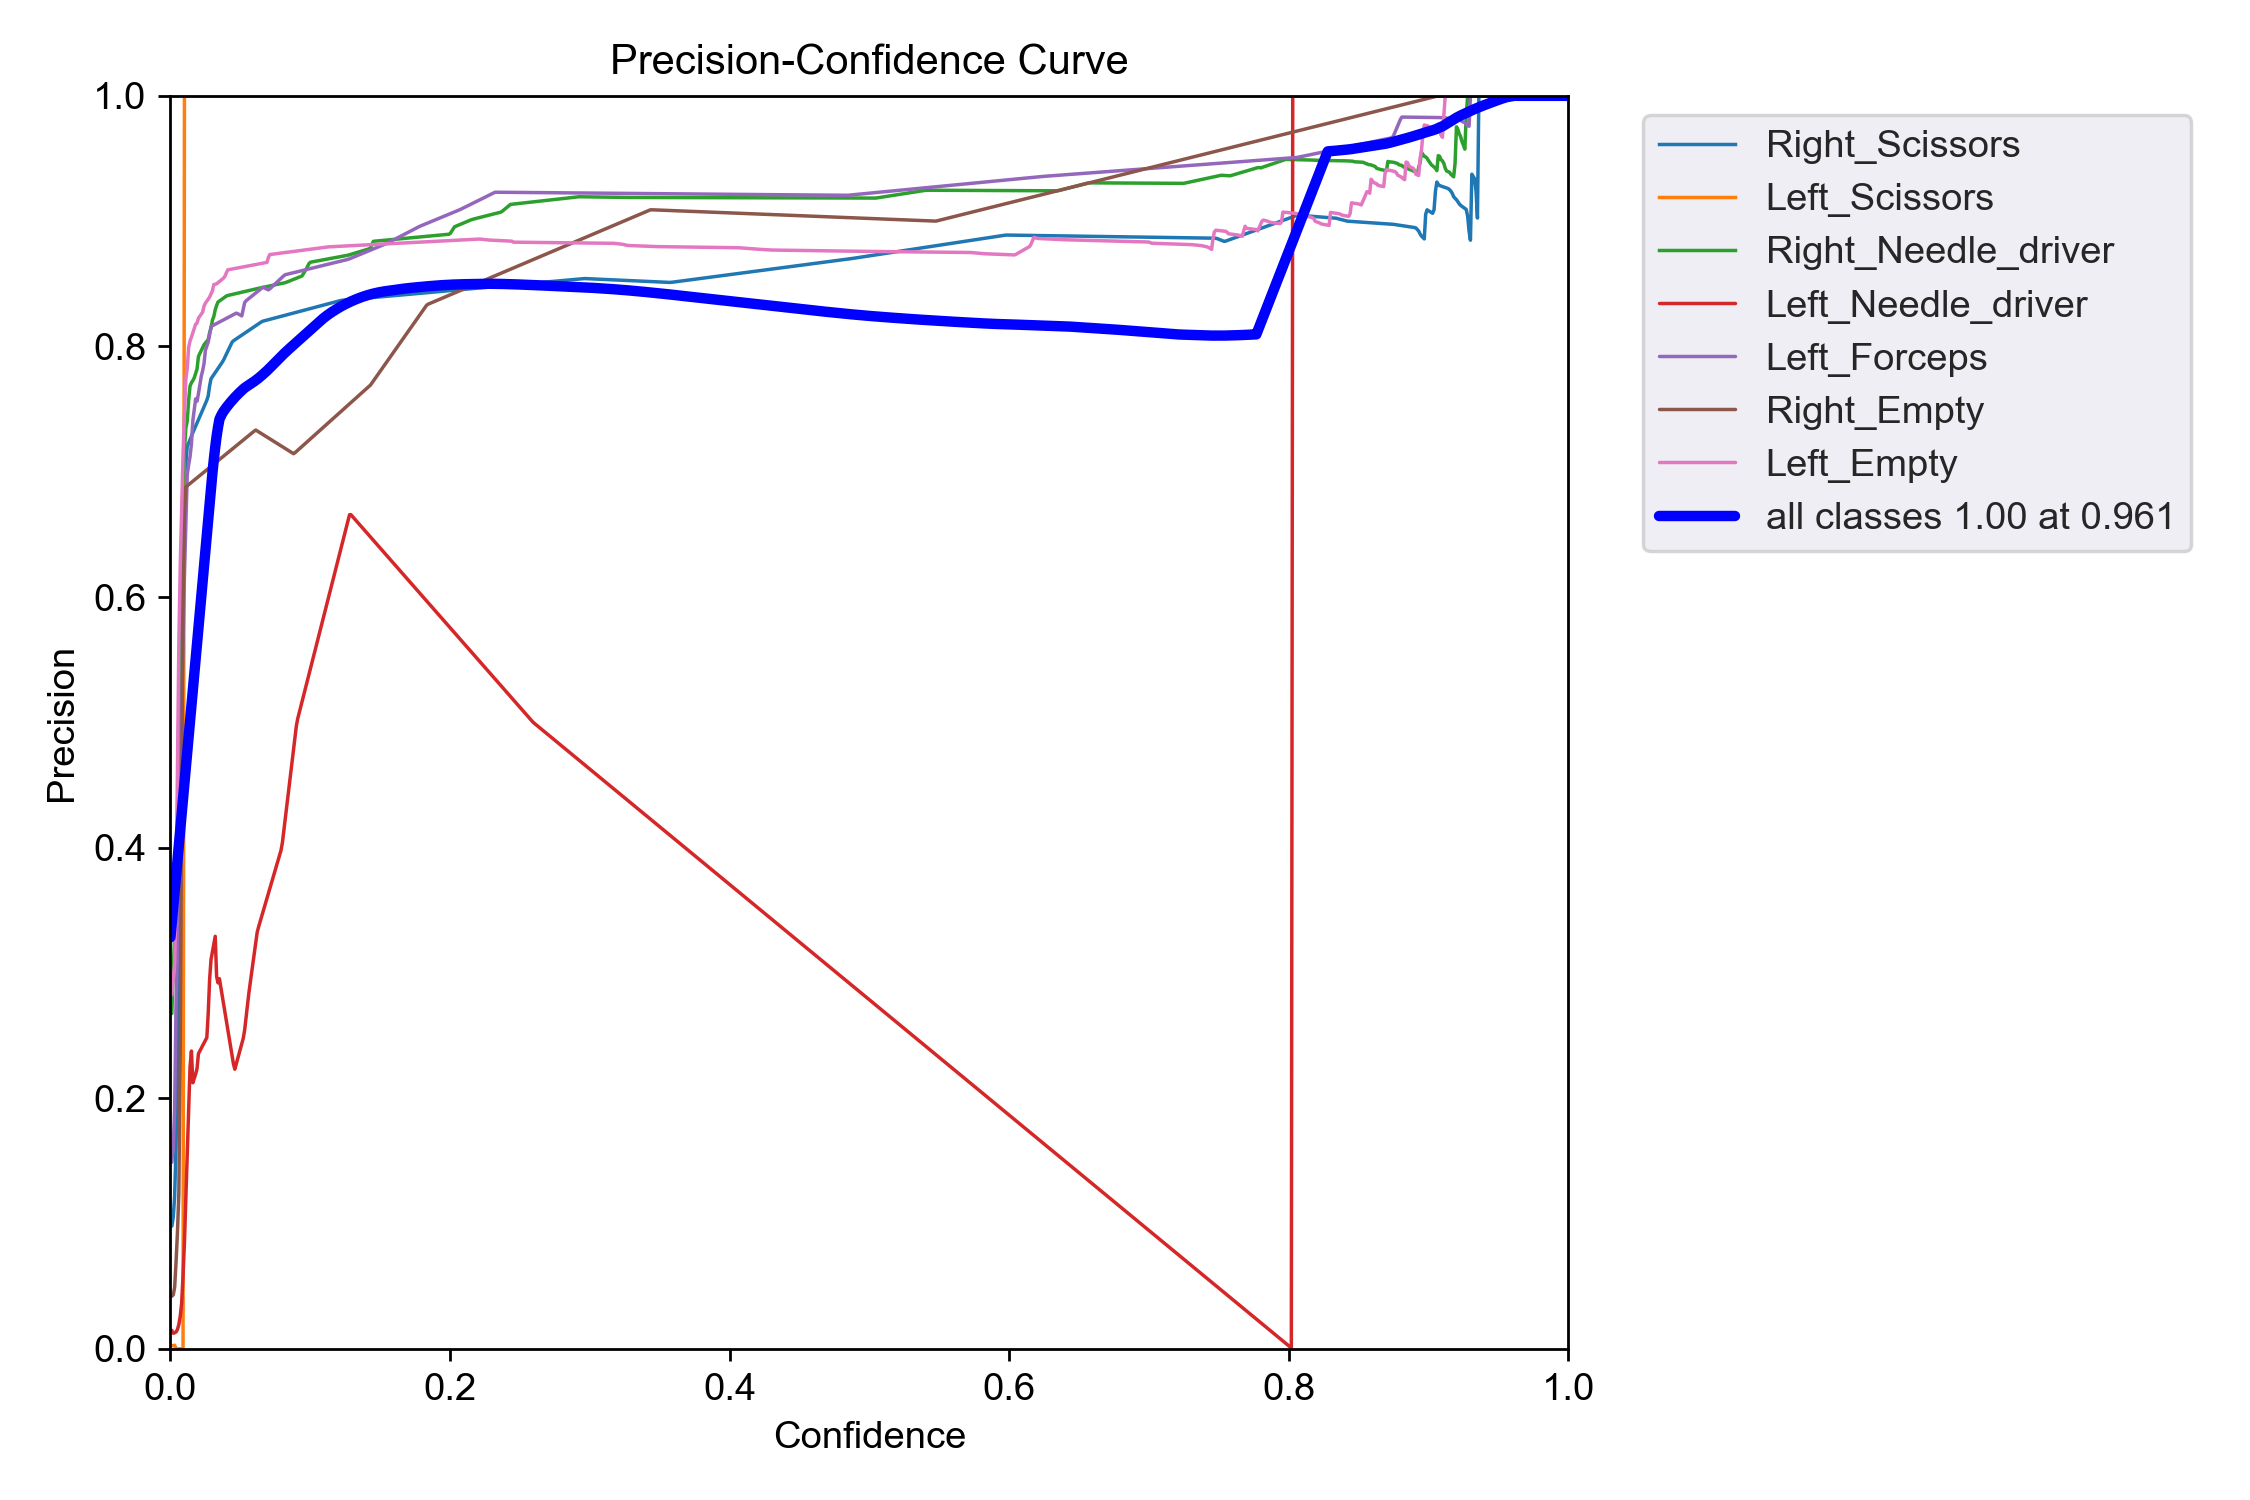 Precision-Confidence Curve
1.0
0.8
0.6
0.4
0.2
0.0
Precision
0.0 0.2 0.4 0.6 0.8 1.0
Confidence
Right_Scissors
Left_Scissors
Right_Needle_driver
Left_Needle_driver
Left_Forceps
Right_Empty
Left_Empty
all classes 1.00 at 0.961